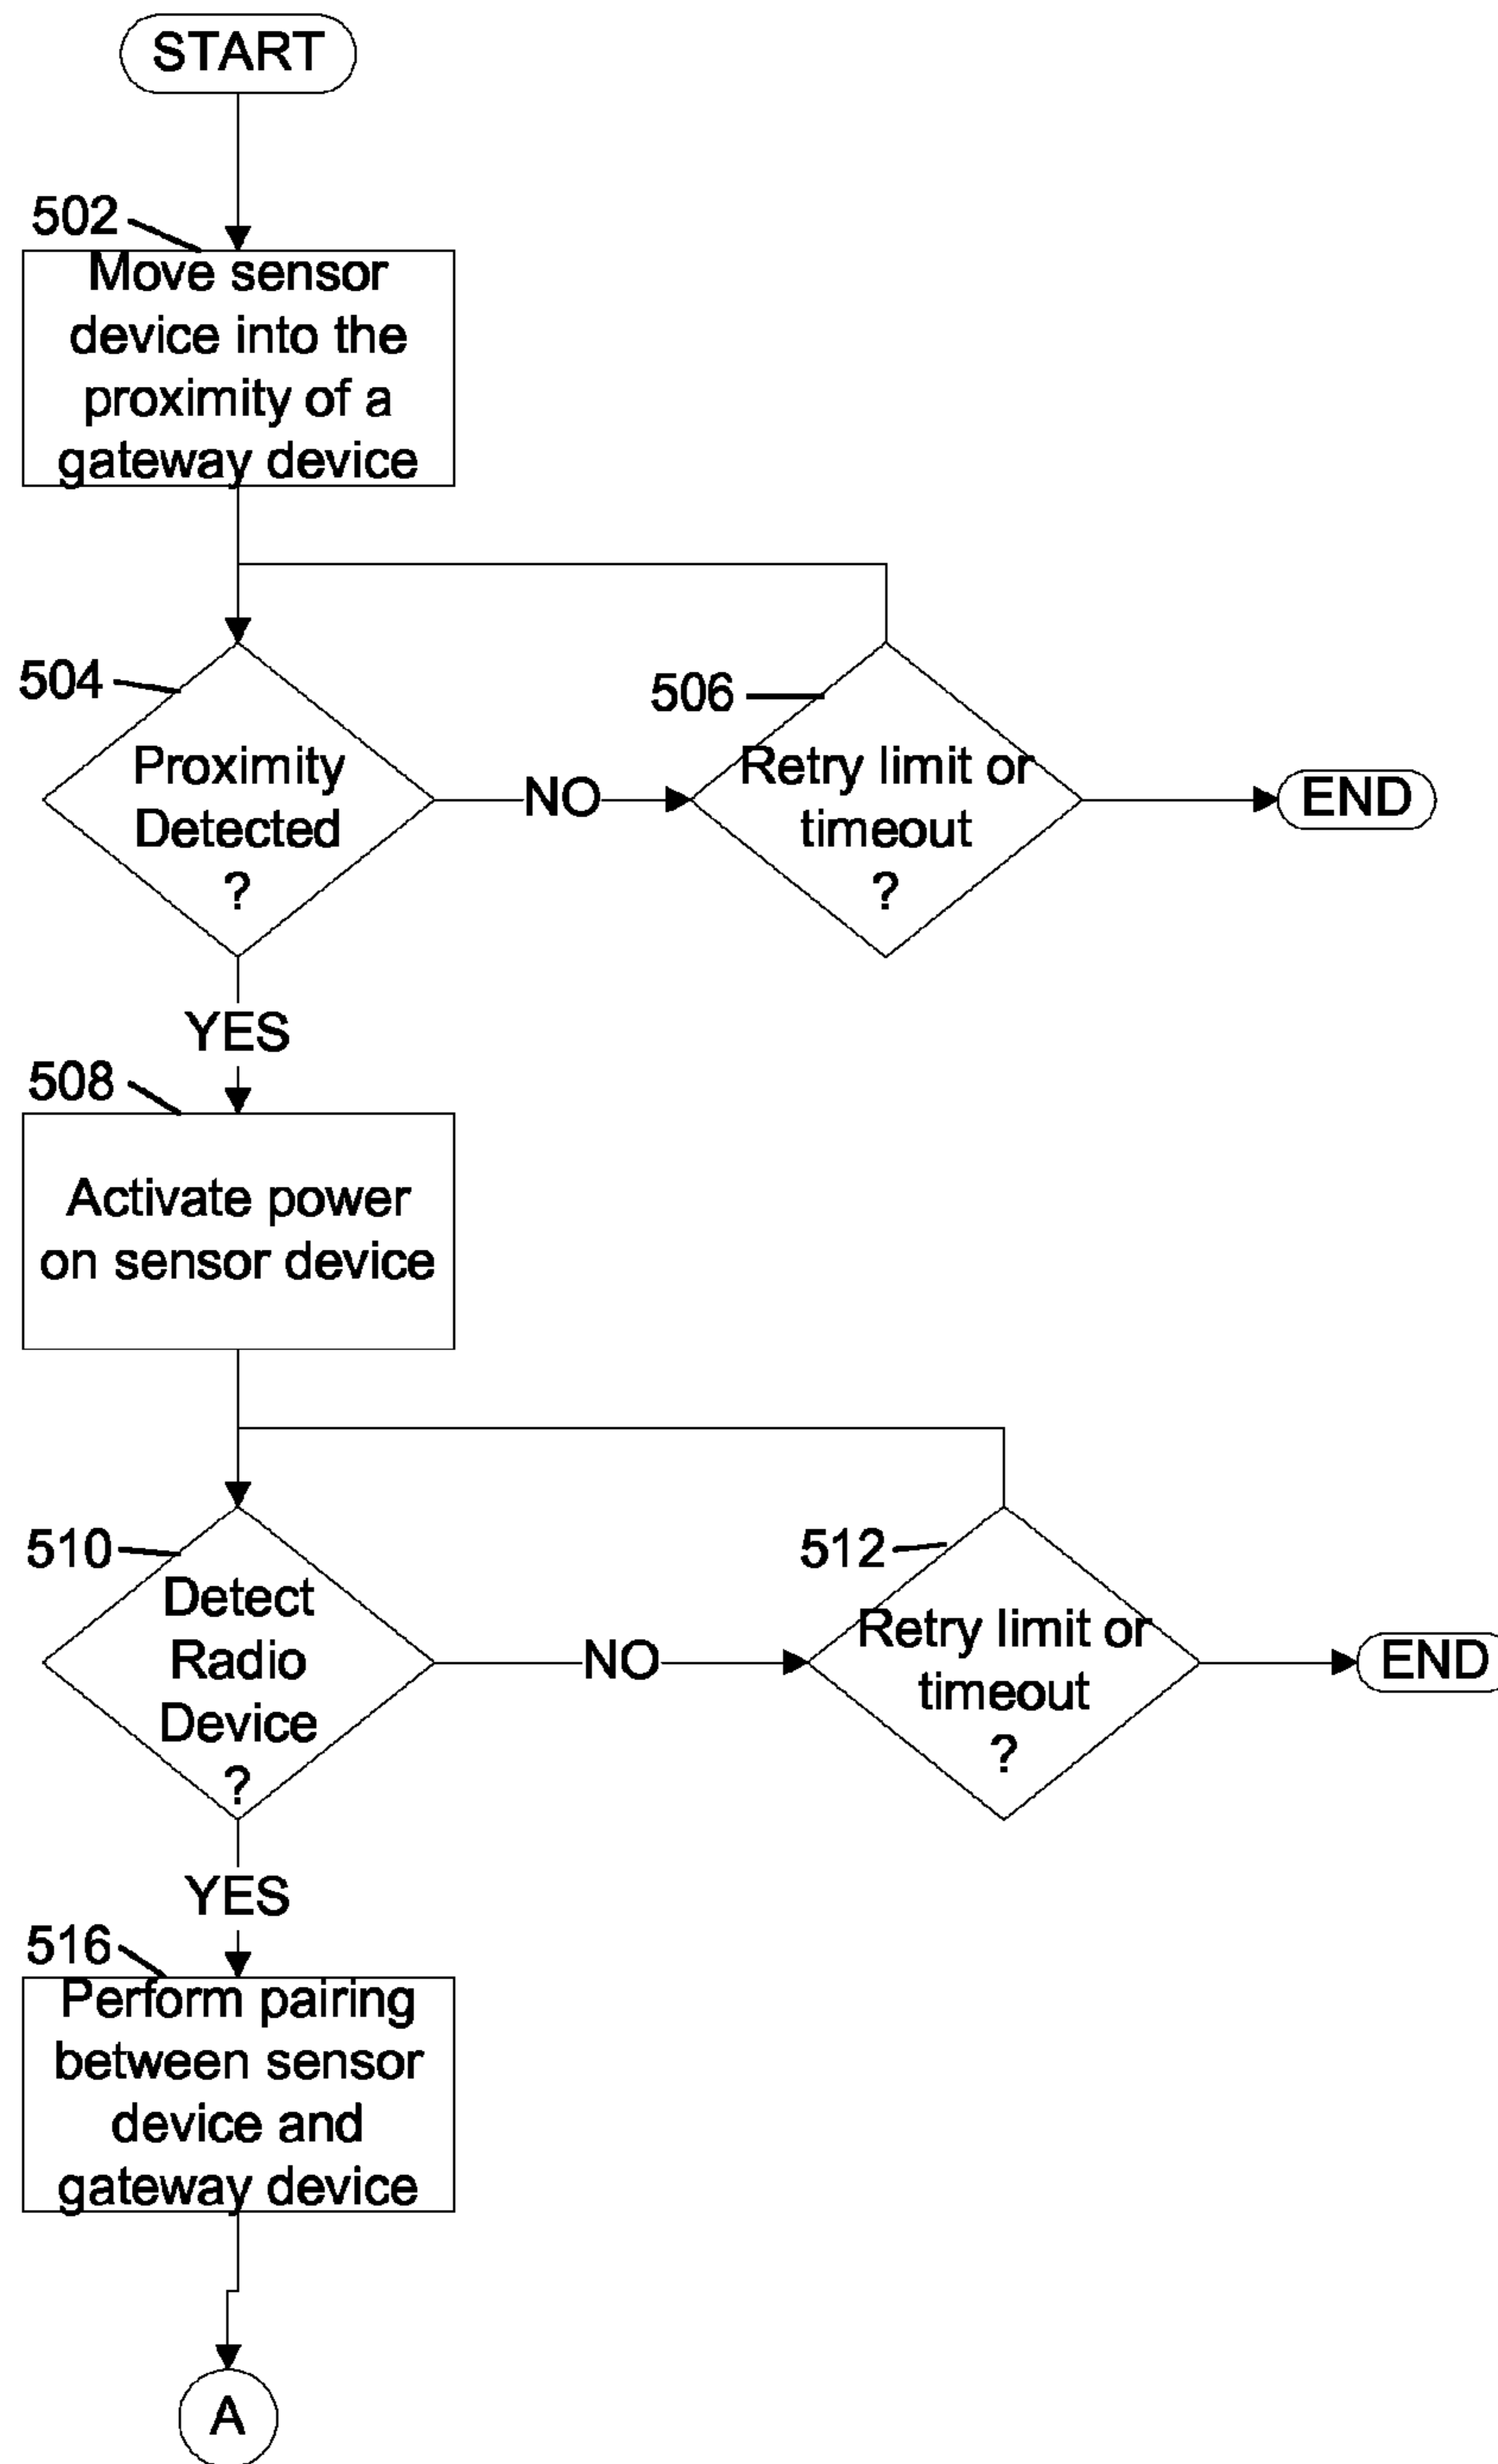 START
502
Move sensor
device into the
proximity of a
gateway device
504
Proximity
Detected
?
NO
506
Retry limit or
timeout
?
END
YES
508
Activate power
on sensor device
510
Detect
Radio
Device
?
NO
512
Retry limit or
timeout
?
END
YES
516
Perform pairing
between sensor
device and
gateway device
A